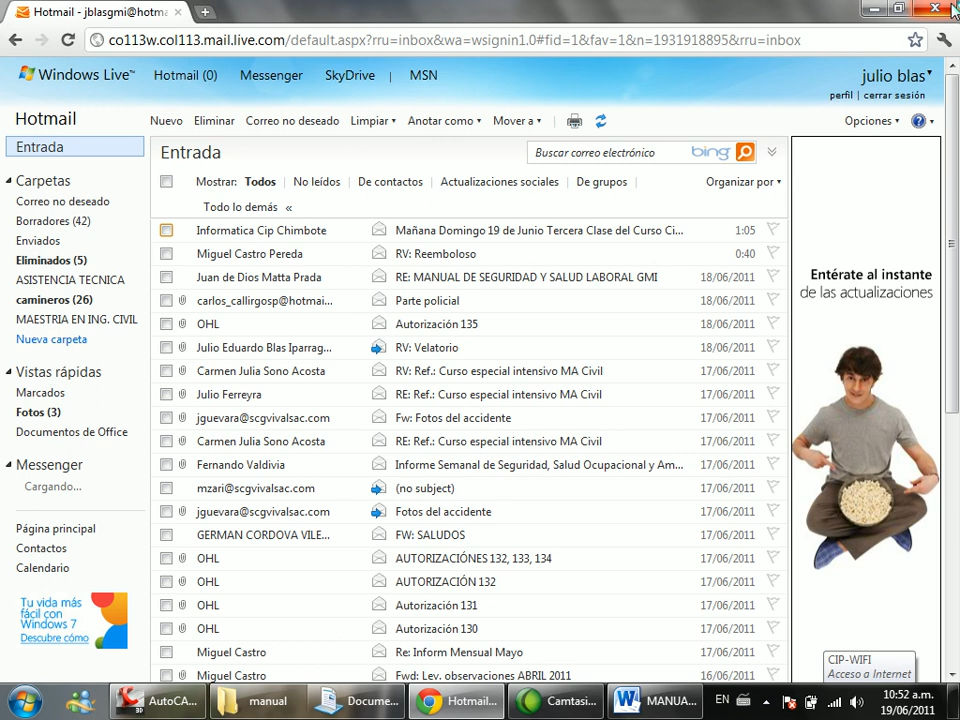 Hotmail - jblasgmi@hotma
co113w.col113.mail.live.com/default.aspx?rru=inbox&wa=wsignin1.0#fid=1&fav=1&n=1931918895&rru=inbox
Windows Live™ Hotmail (0) Messenger SkyDrive | MSN julio blas
perfil | cerrar sesión
Hotmail Nuevo Eliminar Correo no deseado Limpiar Anotar como Mover a Opciones
Entrada
Carpetas
Correo no deseado
Borradores (42)
Enviados
Eliminados (5)
ASISTENCIA TECNICA
camineros (26)
MAESTRIA EN ING. CIVIL
Nueva carpeta
Vistas rápidas
Marcados
Fotos (3)
Documentos de Office
Messenger
Cargando...
Página principal
Contactos
Calendario
Tu vida más
fácil con
Windows 7
Descubre cómo
Entrada Buscar correo electrónico bing
Mostrar: Todos | No leídos | De contactos | Actualizaciones sociales | De grupos | Organizar por
Todo lo demás «
Informatica Cip Chimbote Mañana Domingo 19 de Junio Tercera Clase del Curso Ci... 1:05
Miguel Castro Pereda RV: Reembolso 0:40
Juan de Dios Matta Prada RE: MANUAL DE SEGURIDAD Y SALUD LABORAL GMI 18/06/2011
carlos_callirgosp@hotmai... Parte policial 18/06/2011
OHL Autorización 135 18/06/2011
Julio Eduardo Blas Iparrag... RV: Velatorio 18/06/2011
Carmen Julia Sono Acosta RV: Ref.: Curso especial intensivo MA Civil 17/06/2011
Julio Ferreyra RE: Ref.: Curso especial intensivo MA Civil 17/06/2011
jguevara@scgvivalsac.com Fw: Fotos del accidente 17/06/2011
Carmen Julia Sono Acosta RE: Ref.: Curso especial intensivo MA Civil 17/06/2011
Fernando Valdivia Informe Semanal de Seguridad, Salud Ocupacional y Am... 17/06/2011
mzari@scgvivalsac.com (no subject) 17/06/2011
jguevara@scgvivalsac.com Fotos del accidente 17/06/2011
GERMAN CORDOVA VILE... FW: SALUDOS 17/06/2011
OHL AUTORIZACIÓNES 132, 133, 134 17/06/2011
OHL AUTORIZACIÓN 132 17/06/2011
OHL Autorización 131 17/06/2011
OHL Autorización 130 17/06/2011
Miguel Castro Re: Inform Mensual Mayo 17/06/2011
Miguel Castro Fwd: Lev. observaciones ABRIL 2011 16/06/2011
Entérate al instante
de las actualizaciones
CIP-WIFI
Acceso a Internet
AutoCA... manual Docume... Hotmail... Camtasi... MANUA... EN 10:52 a.m.
19/06/2011